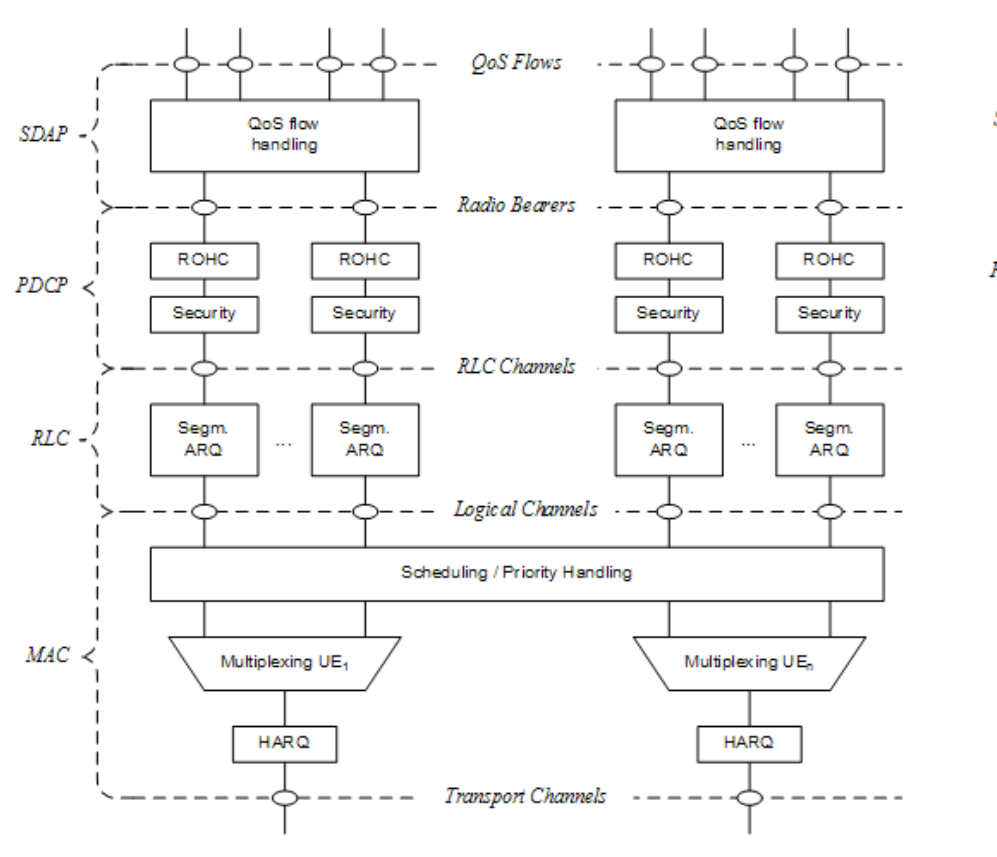 QoS Flows
SDAP
QoS flow
handling
QoS flow
handling
Radio Bearers
ROHC
ROHC
ROHC
ROHC
PDCP
Security
Security
Security
Security
RLC Channels
RLC
Segm.
ARQ
...
Segm.
ARQ
Segm.
ARQ
...
Segm.
ARQ
Logical Channels
Scheduling / Priority Handling
MAC
Multiplexing UE1
Multiplexing UEn
HARQ
HARQ
Transport Channels